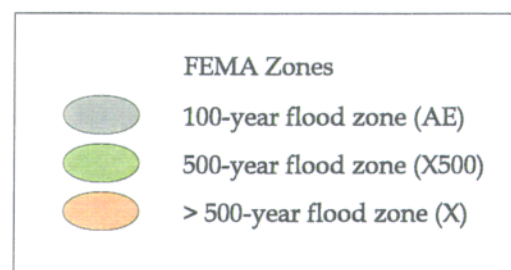 FEMA Zones
100-year flood zone (AE)
500-year flood zone (X500)
> 500-year flood zone (X)